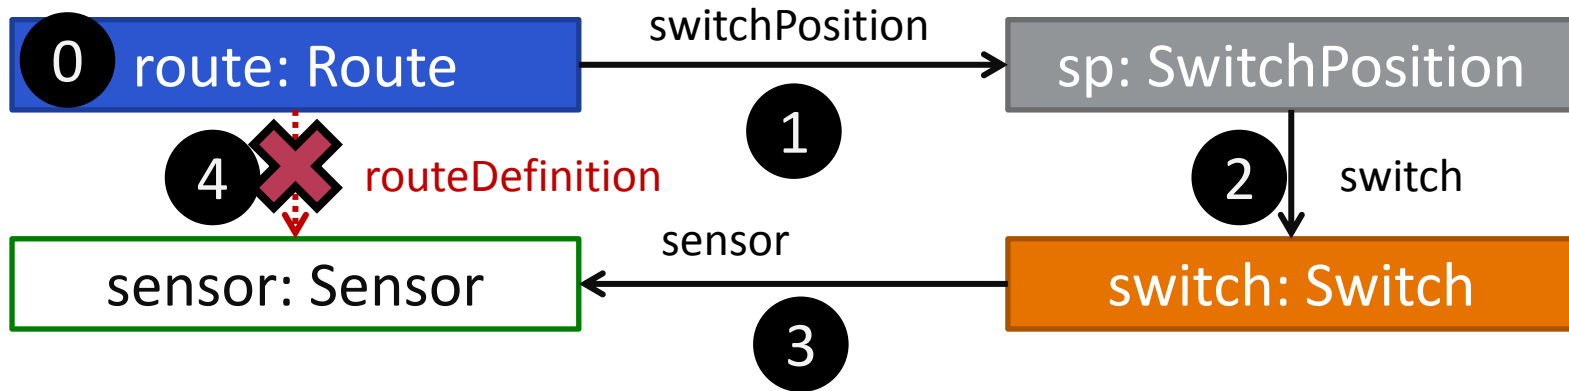 0
route: Route
switchPosition
1
sp: SwitchPosition
4
routeDefinition
2
switch
sensor: Sensor
sensor
3
switch: Switch